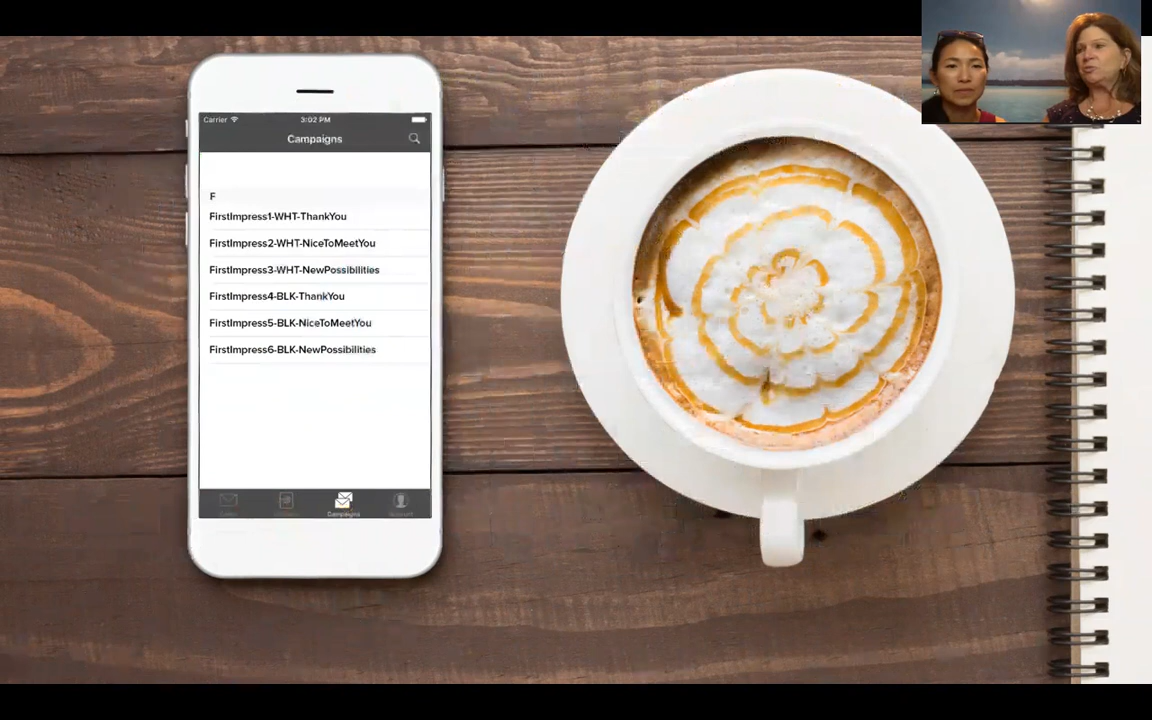 Carrier 3:02 PM
Campaigns
F
FirstImpress1-WHT-ThankYou
FirstImpress2-WHT-NiceToMeetYou
FirstImpress3-WHT-NewPossibilities
FirstImpress4-BLK-ThankYou
FirstImpress5-BLK-NiceToMeetYou
FirstImpress6-BLK-NewPossibilities
Campaigns